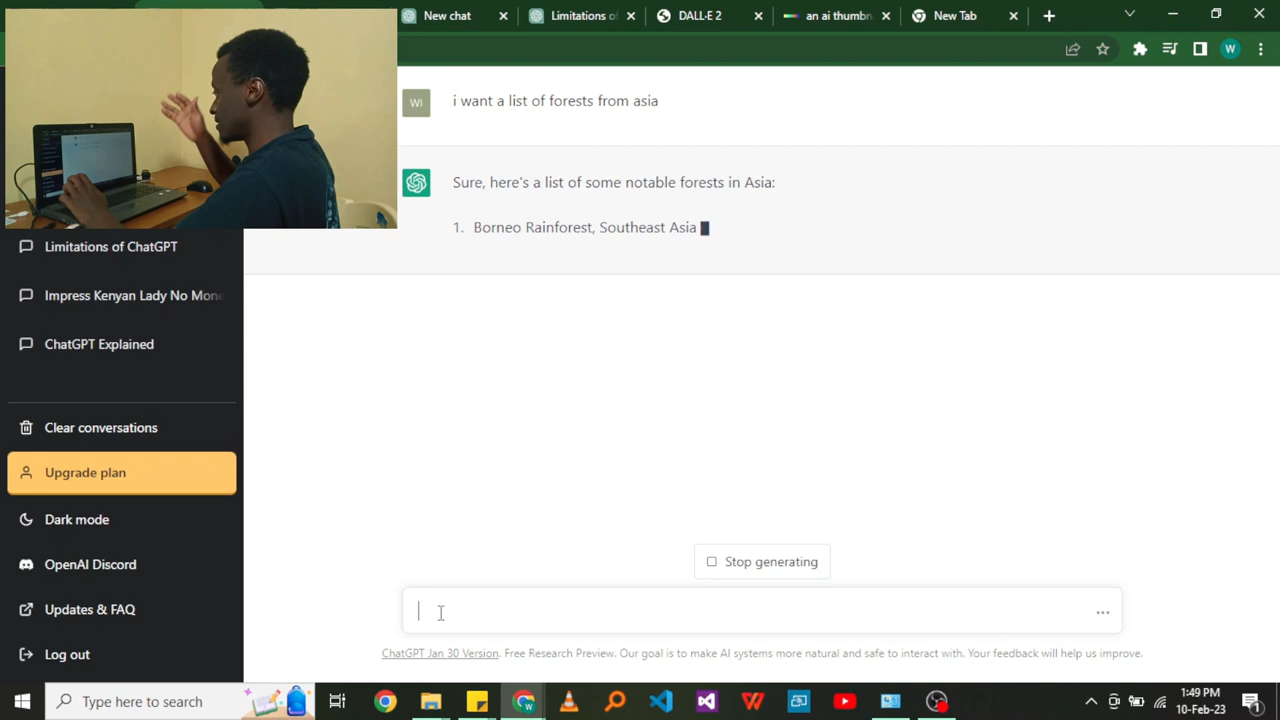 New chat
Limitations of
DALL·E 2
an ai thumbn
New Tab
W
WI
i want a list of forests from asia
Sure, here's a list of some notable forests in Asia:
1. Borneo Rainforest, Southeast Asia
Limitations of ChatGPT
Impress Kenyan Lady No Mone
ChatGPT Explained
Clear conversations
Upgrade plan
Dark mode
OpenAI Discord
Updates & FAQ
Log out
Stop generating
ChatGPT Jan 30 Version. Free Research Preview. Our goal is to make AI systems more natural and safe to interact with. Your feedback will help us improve.
Type here to search
W
1:49 PM
10-Feb-23
1